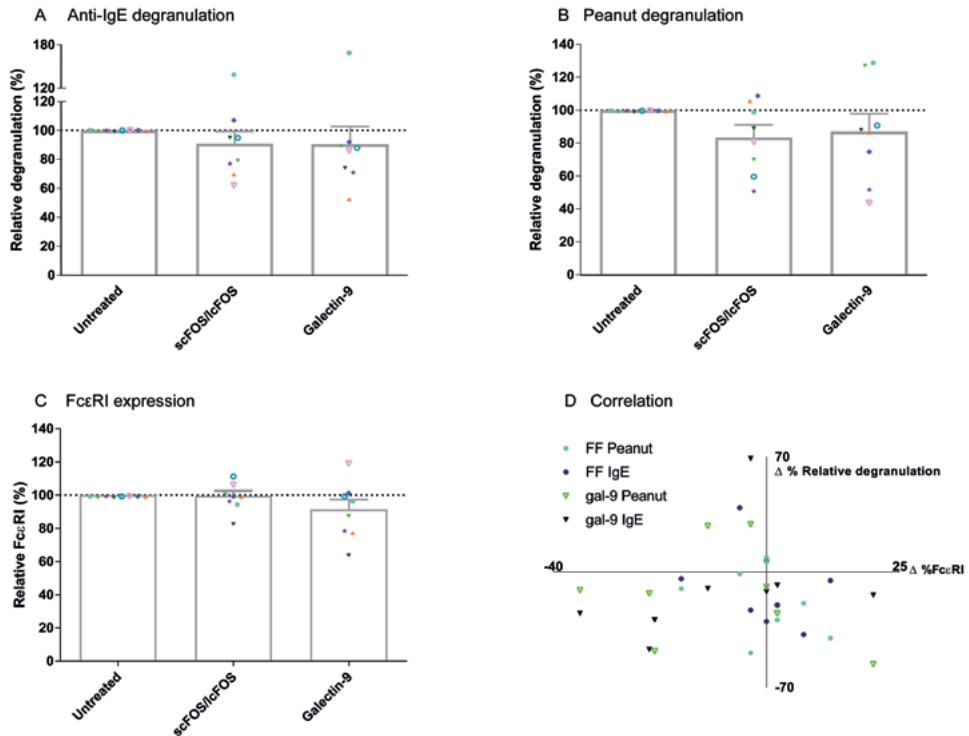 A Anti-IgE degranulation
Relative degranulation (%)
180
120
120
100
80
60
40
20
0
Untreated
scFOS/lcFOS
Galectin-9
B Peanut degranulation
Relative degranulation (%)
140
120
100
80
60
40
20
0
Untreated
scFOS/lcFOS
Galectin-9
C FcεRI expression
Relative FcεRI (%)
140
120
100
80
60
40
20
0
Untreated
scFOS/lcFOS
Galectin-9
D Correlation
FF Peanut
FF IgE
gal-9 Peanut
gal-9 IgE
70
Δ % Relative degranulation
-40
25 Δ %FcεRI
-70